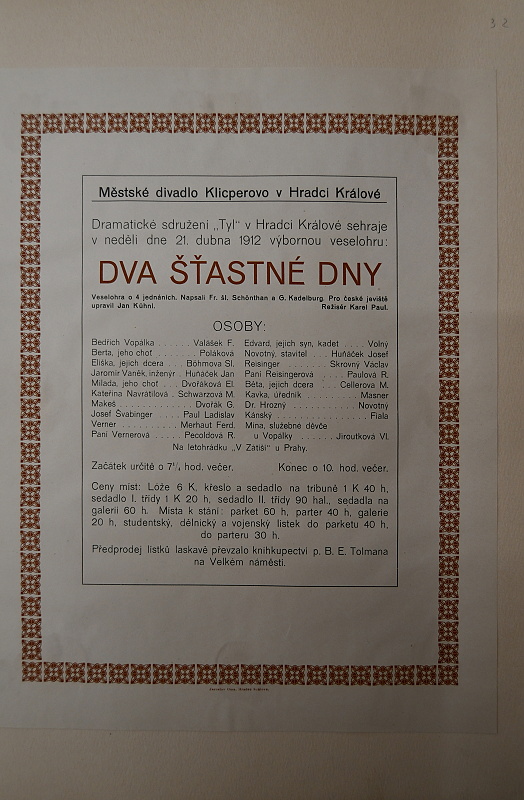 32
Městské divadlo Klicperovo v Hradci Králové
Dramatické sdružení „Tyl" v Hradci Králové sehraje
v neděli dne 21. dubna 1912 výbornou veselohru:
DVA ŠŤASTNÉ DNY
Veselohra o 4 jednáních. Napsali Fr. šl. Schönthan a G. Kadelburg. Pro české jeviště
upravil Jan Kühnl. Režisér Karel Paul.
OSOBY:
Bedřich Vopálka . . . . . . Valášek F.
Berta, jeho choť . . . . . . Poláková
Eliška, jejich dcera . . . Böhmova Sl.
Jaromír Vaněk, inženýr . Huňáček Jan
Milada, jeho choť . . . Dvořáková El.
Kateřina Navrátilová . Schwarzová M.
Makeš . . . . . . . . . . Dvořák G.
Josef Švabinger . . . . Paul Ladislav
Verner . . . . . . . . Merhaut Ferd.
Paní Vernerová . . . . Pecoldová R.
Edvard, jejich syn, kadet . . . . Volný
Novotný, stavitel . . . Huňáček Josef
Reisinger . . . . . . Skrovný Václav
Paní Reisingerová . . . . . Paulová R.
Běta, jejich dcera . . . Cellerová M.
Kavka, úředník . . . . . . . Masner
Dr. Hrozný . . . . . . . . Novotný
Kánský . . . . . . . . . . . Fiala
Mina, služebné děvče
u Vopálky . . . . . . Jiroutková Vl.
Na letohrádku „V Zátiší" u Prahy.
Začátek určitě o 7½ hod. večer. Konec o 10. hod. večer.
Ceny míst: Lóže 6 K, křeslo a sedadlo na tribuně 1 K 40 h,
sedadlo I. třídy 1 K 20 h, sedadlo II. třídy 90 hal., sedadla na
galerii 60 h. Místa k stání: parket 60 h, parter 40 h, galerie
20 h, studentský, dělnický a vojenský lístek do parketu 40 h,
do parteru 30 h.
Předprodej lístků laskavě převzalo knihkupectví p. B. E. Tolmana
na Velkém náměstí.